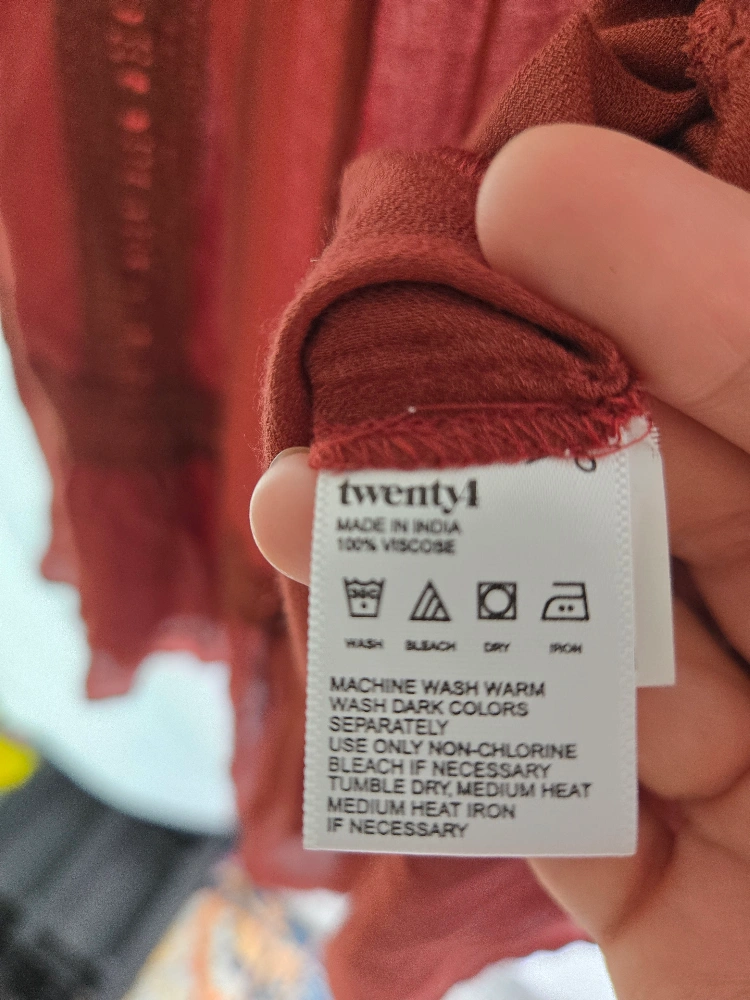 twenty4
MADE IN INDIA
100% VISCOSE
WASH BLEACH DRY IRON
MACHINE WASH WARM
WASH DARK COLORS
SEPARATELY
USE ONLY NON-CHLORINE
BLEACH IF NECESSARY
TUMBLE DRY, MEDIUM HEAT
MEDIUM HEAT IRON
IF NECESSARY